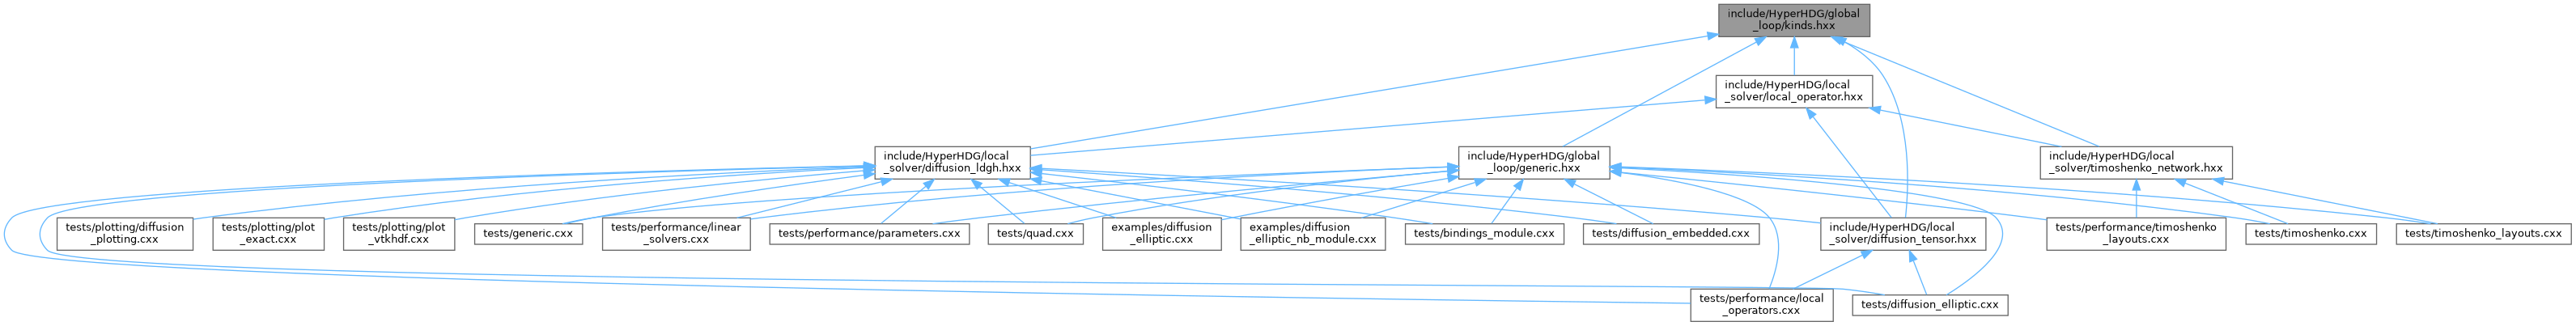 include/HyperHDG/global
_loop/kinds.hxx
include/HyperHDG/local
_solver/local_operator.hxx
include/HyperHDG/local
_solver/diffusion_ldgh.hxx
include/HyperHDG/global
_loop/generic.hxx
include/HyperHDG/local
_solver/timoshenko_network.hxx
tests/plotting/diffusion
_plotting.cxx
tests/plotting/plot
_exact.cxx
tests/plotting/plot
_vtkhdf.cxx
tests/generic.cxx
tests/performance/linear
_solvers.cxx
tests/performance/parameters.cxx
tests/quad.cxx
examples/diffusion
_elliptic.cxx
examples/diffusion
_elliptic_nb_module.cxx
tests/bindings_module.cxx
tests/diffusion_embedded.cxx
include/HyperHDG/local
_solver/diffusion_tensor.hxx
tests/performance/timoshenko
_layouts.cxx
tests/timoshenko.cxx
tests/timoshenko_layouts.cxx
tests/performance/local
_operators.cxx
tests/diffusion_elliptic.cxx